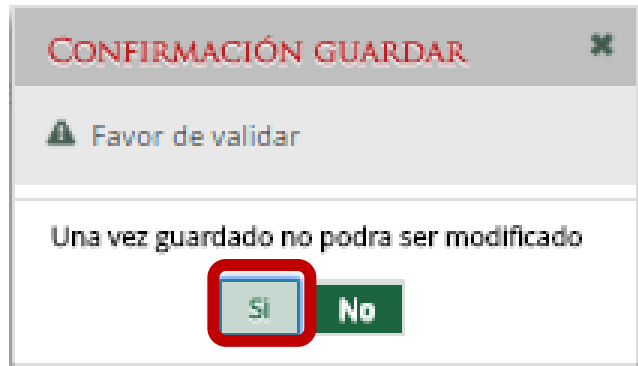 CONFIRMACIÓN GUARDAR
Favor de validar
Una vez guardado no podra ser modificado
Si No